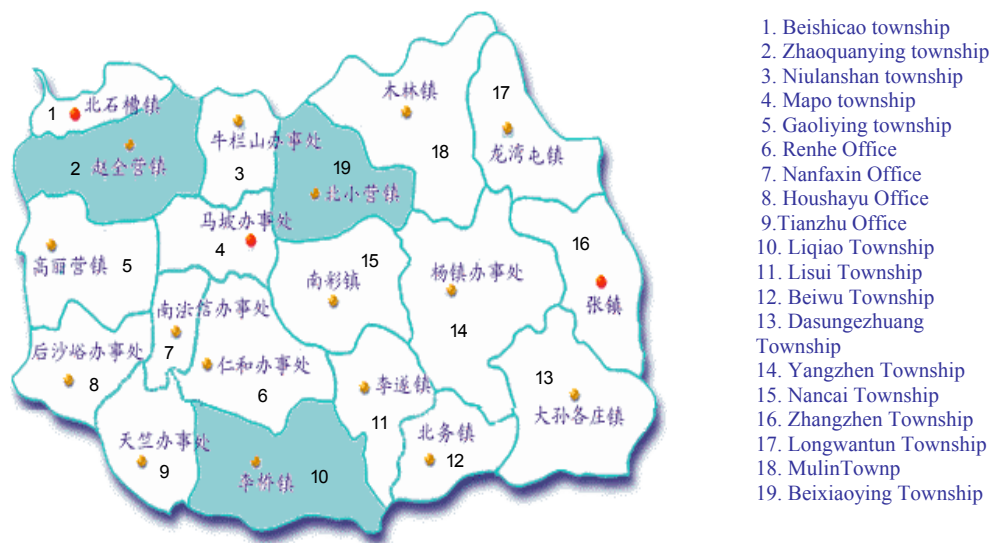 木林镇
17
1
北石槽镇
牛栏山办事处
19
龙湾屯镇
2
赵全营镇
3
18
北小营镇
马坡办事处
4
16
高丽营镇
5
15
南彩镇
杨镇办事处
张镇
南法信办事处
14
后沙峪办事处
7
仁和办事处
8
6
李遂镇
13
大孙各庄镇
11
天竺办事处
北务镇
9
李桥镇
10
12
1. Beishicao township
2. Zhaoquanying township
3. Niulanshan township
4. Mapo township
5. Gaoliying township
6. Renhe Office
7. Nanfaxin Office
8. Houshayu Office
9.Tianzhu Office
10. Liqiao Township
11. Lisui Township
12. Beiwu Township
13. Dasungezhuang
Township
14. Yangzhen Township
15. Nancai Township
16. Zhangzhen Township
17. Longwantun Township
18. MulinTownp
19. Beixiaoying Township